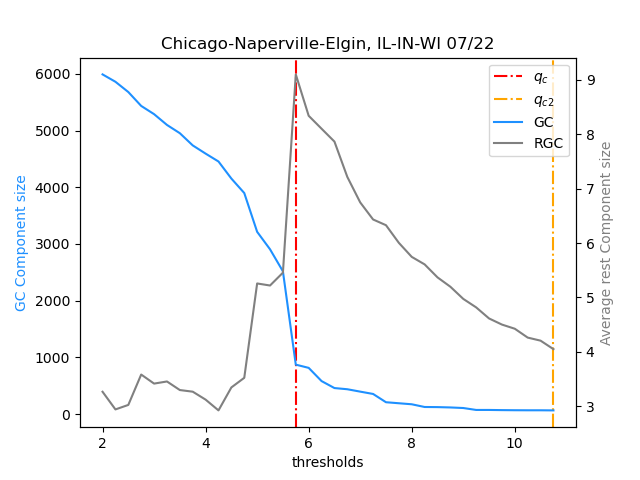 Chicago-Naperville-Elgin, IL-IN-WI 07/22
GC Component size
6000
5000
4000
3000
2000
1000
0
q_c
q_c2
GC
RGC
9
8
7
6
5
4
3
Average rest Component size
2 4 6 8 10
thresholds